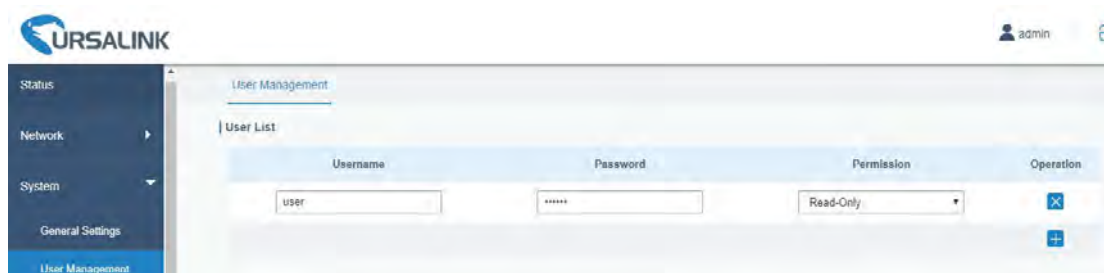 URSALINK
admin
Status
User Management
Network
User List
Username Password Permission Operation
System
user •••••• Read-Only
General Settings
User Management